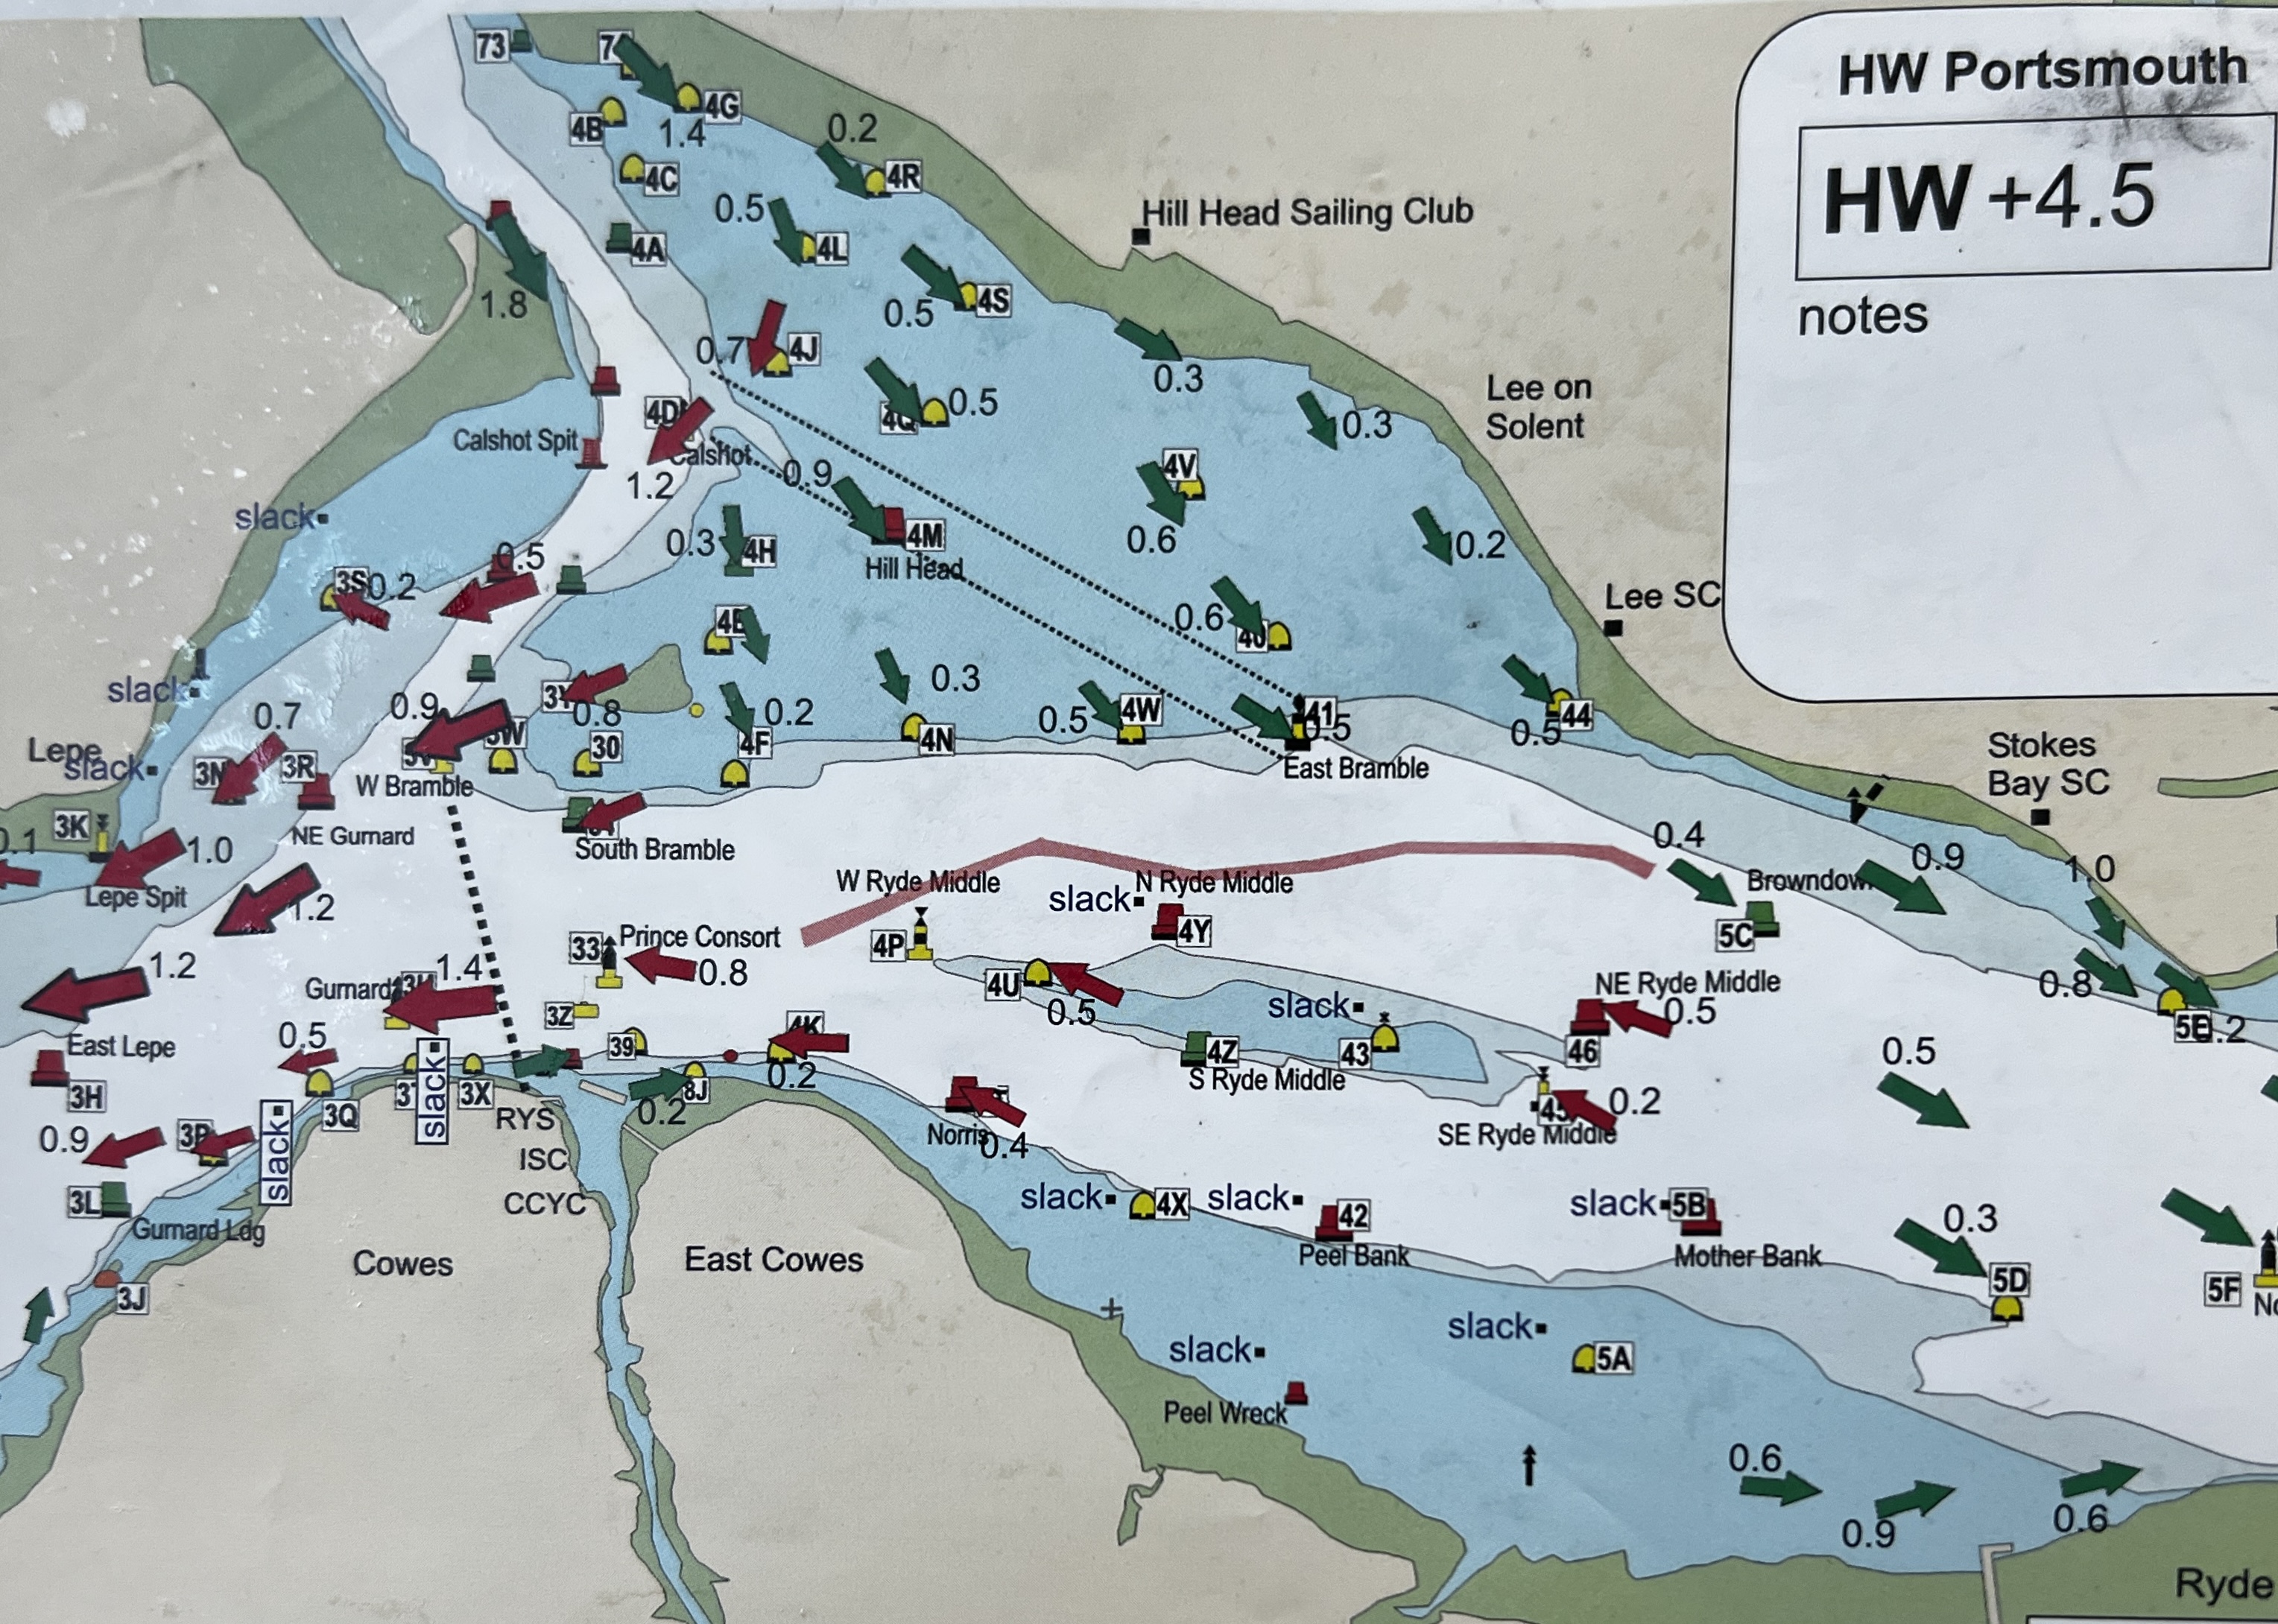 HW Portsmouth
HW +4.5
notes
73
4G
4B
1.4
0.2
4C
4R
0.5
4L
4A
Hill Head Sailing Club
1.8
0.5
4S
0.7
4J
0.3
4D
0.5
Lee on
Solent
0.3
Calshot Spit
Calshot
0.9
4V
1.2
slack
0.3
4H
4M
Hill Head
0.6
0.2
0.5
3S
0.2
Lee SC
4E
0.6
slack
0.3
0.7
0.9
3Y
0.8
0.2
0.5
4W
41
0.5
0.5
44
Lepe
slack
3N
3R
30
4F
4N
East Bramble
Stokes
Bay SC
W Bramble
3K
0.1
1.0
NE Gurnard
South Bramble
0.4
0.9
1.0
Lepe Spit
1.2
W Ryde Middle
slack
N Ryde Middle
Browndown
1.2
33
Prince Consort
0.8
4P
4Y
5C
Gurnard
1.4
4U
0.5
slack
NE Ryde Middle
0.5
0.8
3Z
5E
0.2
East Lepe
0.5
39
4K
4Z
43
46
0.5
3H
slack
3X
8J
0.2
S Ryde Middle
3Q
RYS
0.2
45
0.2
0.9
3P
slack
ISC
Norris
0.4
SE Ryde Middle
3L
CCYC
slack
4X
slack
42
slack
5B
0.3
Gurnard Ldg
Cowes
East Cowes
Peel Bank
Mother Bank
5D
5F
3J
slack
slack
5A
Peel Wreck
0.6
0.9
0.6
Ryde